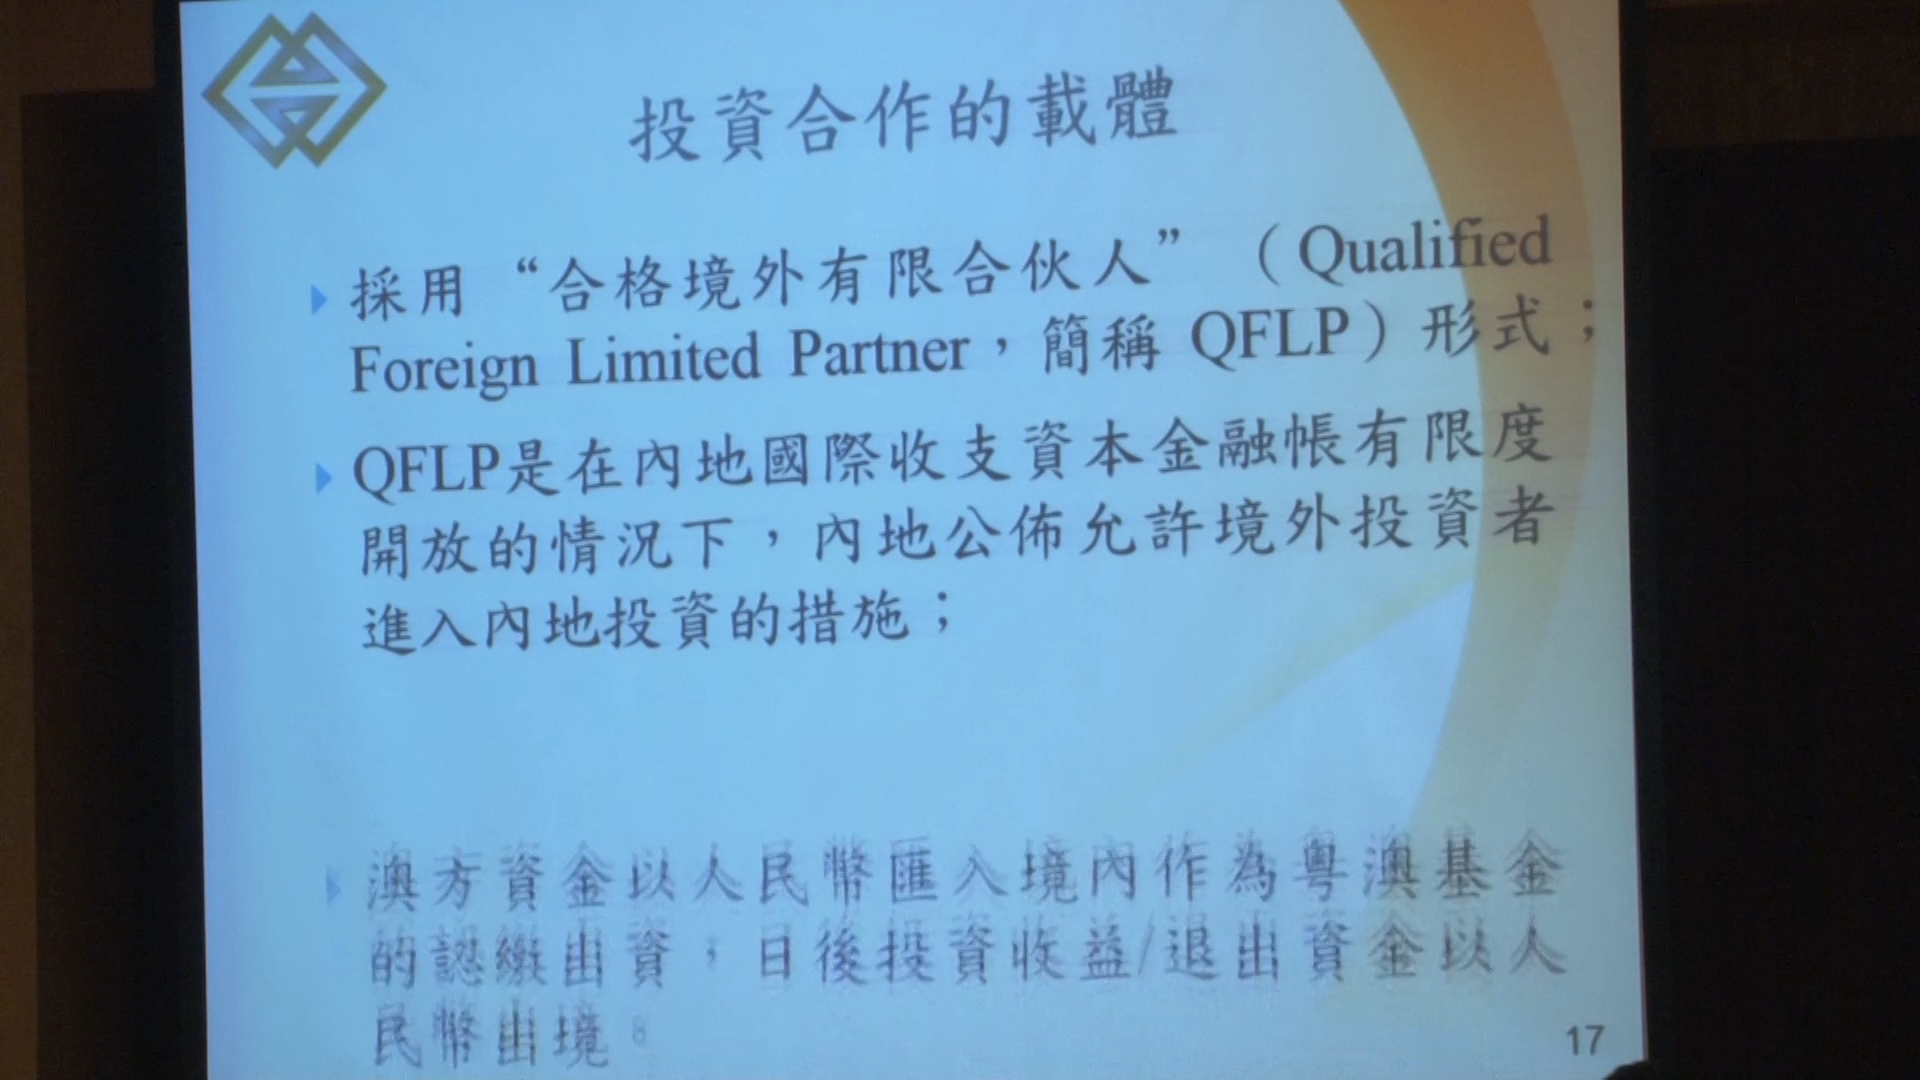 投資合作的載體
採用“合格境外有限合伙人”（Qualified
Foreign Limited Partner，簡稱 QFLP）形式；
QFLP是在內地國際收支資本金融帳有限度
開放的情況下，內地公佈允許境外投資者
進入內地投資的措施；
澳方資金以人民幣匯入境內作為粵澳基金
的認繳出資，日後投資收益/退出資金以人
民幣出境。
17